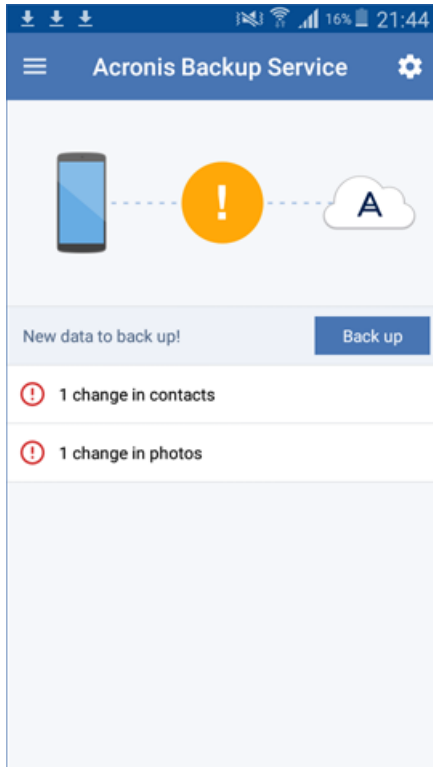 16% 21:44
Acronis Backup Service
!
A
New data to back up!
Back up
! 1 change in contacts
! 1 change in photos